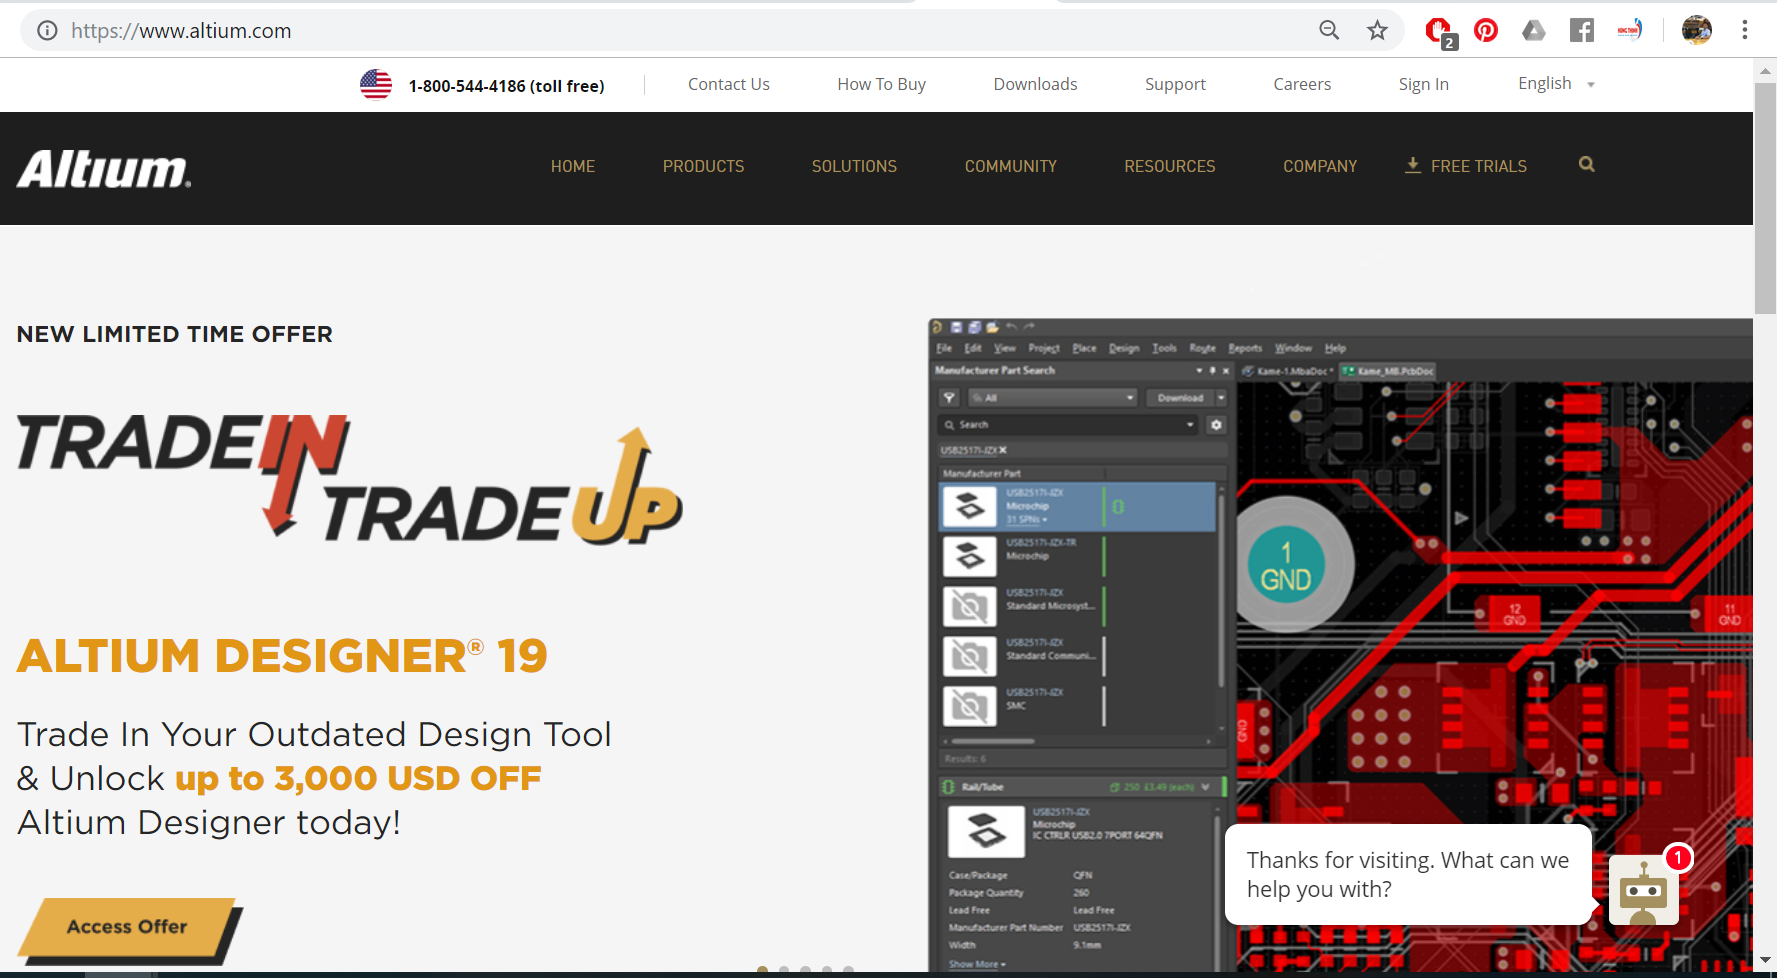 https://www.altium.com
2
1-800-544-4186 (toll free)
Contact Us
How To Buy
Downloads
Support
Careers
Sign In
English
Altium
HOME
PRODUCTS
SOLUTIONS
COMMUNITY
RESOURCES
COMPANY
FREE TRIALS
NEW LIMITED TIME OFFER
TRADE IN
TRADE UP
ALTIUM DESIGNER® 19
Trade In Your Outdated Design Tool
& Unlock up to 3,000 USD OFF
Altium Designer today!
Access Offer
File Edit View Project Place Design Tools Route Reports Window Help
Manufacturer Part Search
Kame-1.MbaDoc *
Kame_MB.PcbDoc
All
Download
Search
USB2517I-JZX
Manufacturer Part
USB2517I-JZX
Microchip
31 SPNs
USB2517I-JZX-TR
Microchip
USB2517I-JZX
Standard Microsyst...
USB2517I-JZX
Standard Communi...
USB2517I-JZX
SMC
Results: 6
Rail/Tube
250 £3.49 (each)
USB2517I-JZX
Microchip
IC CTRLR USB2.0 7PORT 64QFN
Case/Package QFN
Package Quantity 260
Lead Free Lead Free
Manufacturer Part Number USB2517I-JZX
Width 9.1mm
Show More
1
GND
12
GND
11
GND
GND
Thanks for visiting. What can we
help you with?
1